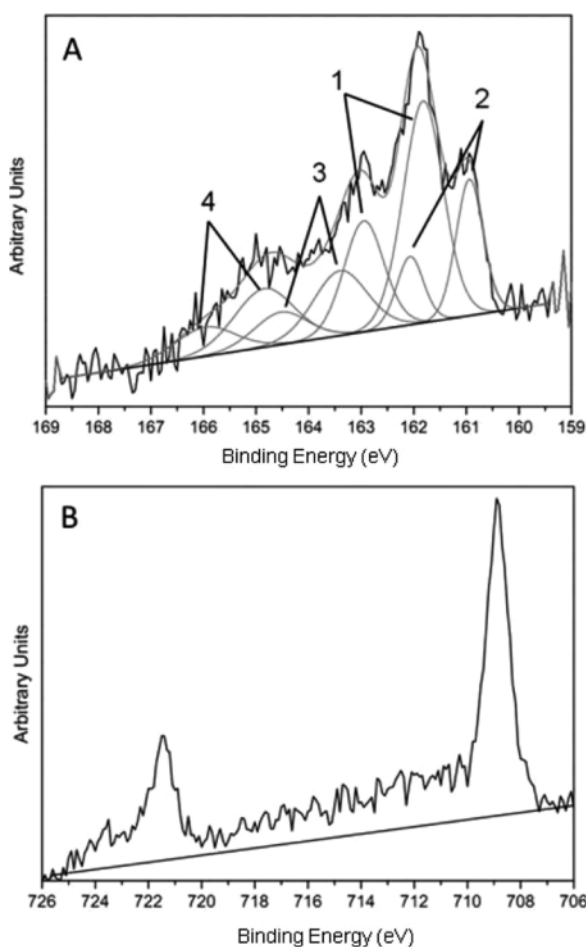 A
1
2
3
4
Arbitrary Units
169 168 167 166 165 164 163 162 161 160 159
Binding Energy (eV)
B
Arbitrary Units
726 724 722 720 718 716 714 712 710 708 706
Binding Energy (eV)